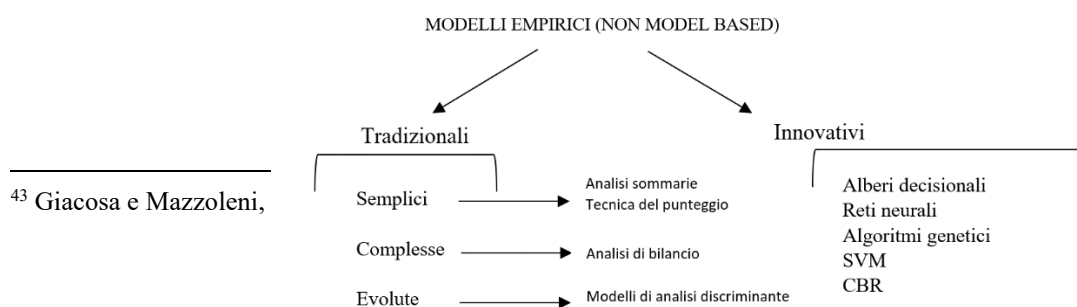 MODELLI EMPIRICI (NON MODEL BASED)
Tradizionali
Semplici
Analisi sommarie
Tecnica del punteggio
Complesse
Analisi di bilancio
Evolute
Modelli di analisi discriminante
Innovativi
Alberi decisionali
Reti neurali
Algoritmi genetici
SVM
CBR
43 Giacosa e Mazzoleni,